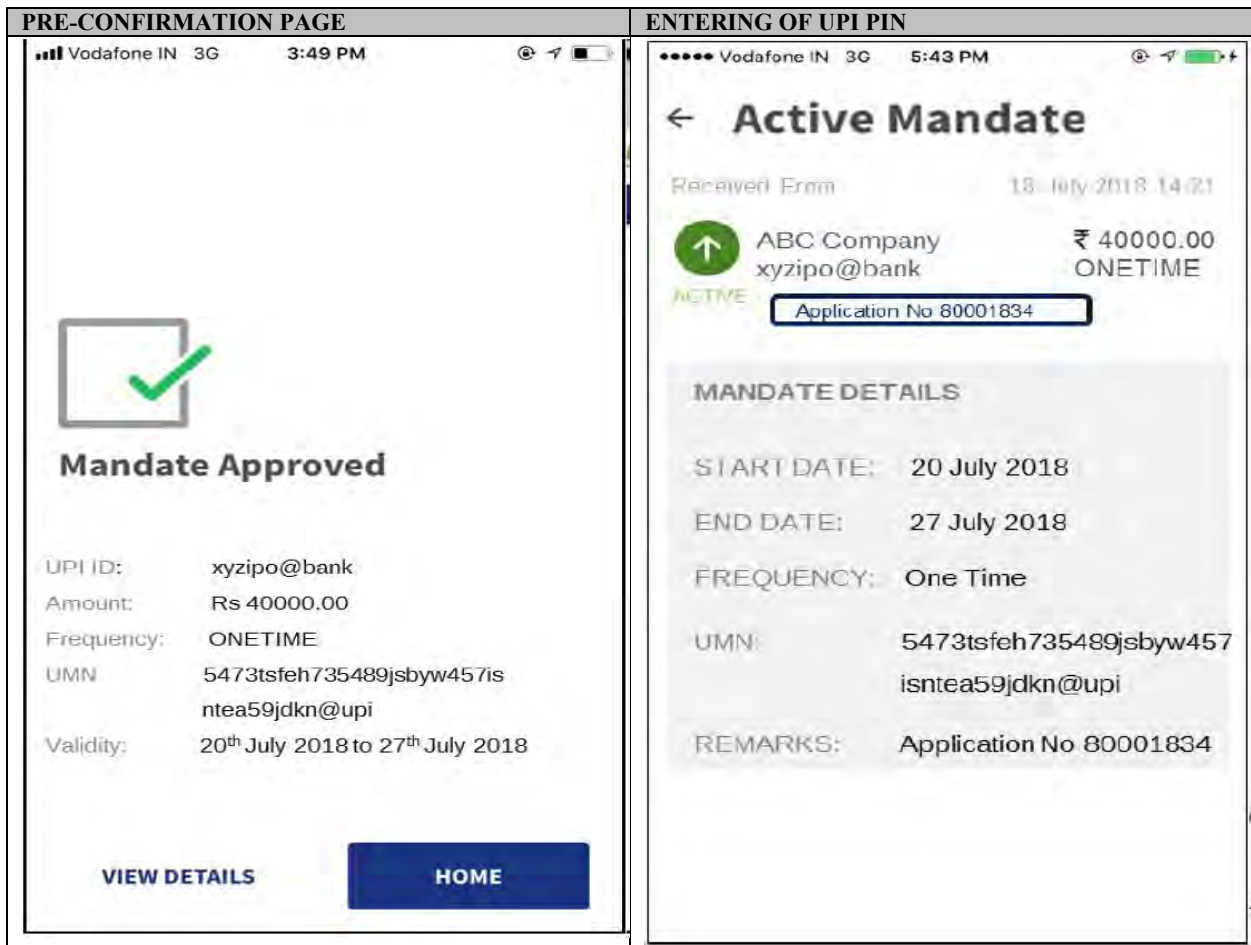 PRE-CONFIRMATION PAGE
Vodafone IN 3G 3:49 PM
Mandate Approved
UPI ID: xyzipo@bank
Amount: Rs 40000.00
Frequency: ONETIME
UMN 5473tsfeh735489jsbyw457is
ntea59jdkn@upi
Validity: 20th July 2018 to 27th July 2018
VIEW DETAILS HOME
ENTERING OF UPI PIN
Vodafone IN 3G 5:43 PM
← Active Mandate
Received From 18 July 2018 14:21
ABC Company ₹ 40000.00
xyzipo@bank ONETIME
ACTIVE
Application No 80001834
MANDATE DETAILS
START DATE: 20 July 2018
END DATE: 27 July 2018
FREQUENCY: One Time
UMN: 5473tsfeh735489jsbyw457
isntea59jdkn@upi
REMARKS: Application No 80001834